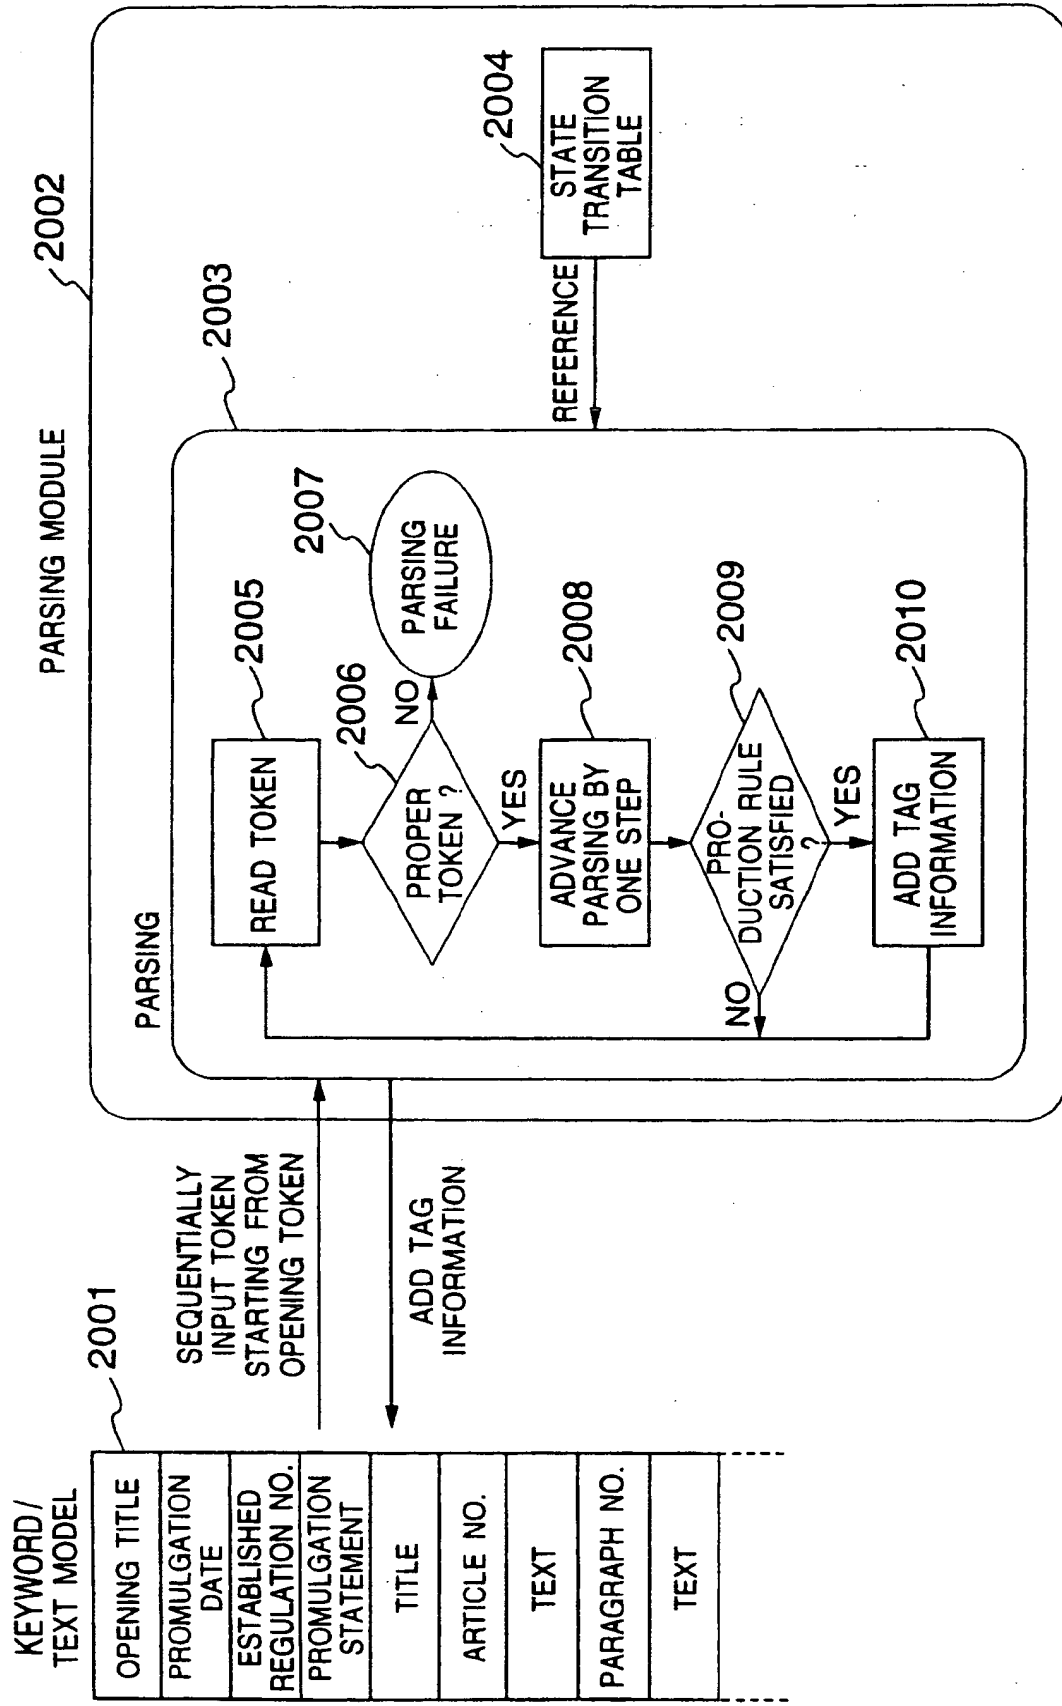 KEYWORD/
TEXT MODEL
2001
OPENING TITLE
PROMULGATION
DATE
ESTABLISHED
REGULATION NO.
PROMULGATION
STATEMENT
TITLE
ARTICLE NO.
TEXT
PARAGRAPH NO.
TEXT
SEQUENTIALLY
INPUT TOKEN
STARTING FROM
OPENING TOKEN
ADD TAG
INFORMATION
PARSING MODULE
2002
PARSING
2003
READ TOKEN
2005
PROPER
TOKEN ?
2006
NO
PARSING
FAILURE
2007
YES
ADVANCE
PARSING BY
ONE STEP
2008
PRO-
DUCTION RULE
SATISFIED
?
2009
NO
YES
ADD TAG
INFORMATION
2010
REFERENCE
STATE
TRANSITION
TABLE
2004